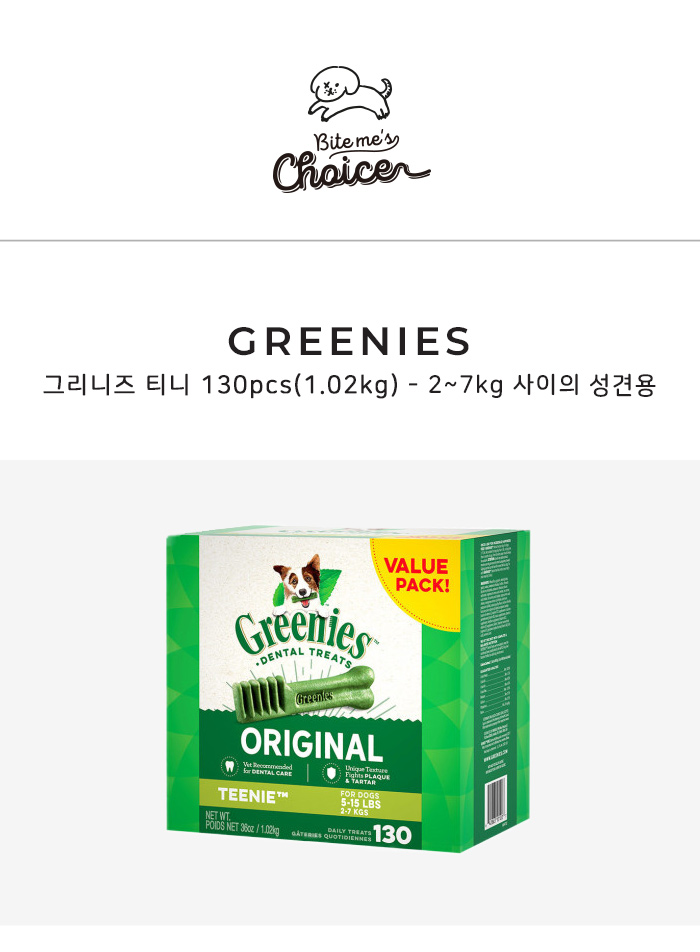 Bite me's
Choice
GREENIES
그리니즈 티니 130pcs(1.02kg) - 2~7kg 사이의 성견용
VALUE
PACK!
Greenies™
DENTAL TREATS
Greenies
ORIGINAL
Vet Recommended
for DENTAL CARE
Unique Texture
Fights PLAQUE
& TARTAR
TEENIE™
FOR DOGS
5-15 LBS
2-7 KGS
NET WT.
POIDS NET 36oz / 1.02kg
DAILY TREATS
GÂTERIES QUOTIDIENNES
130